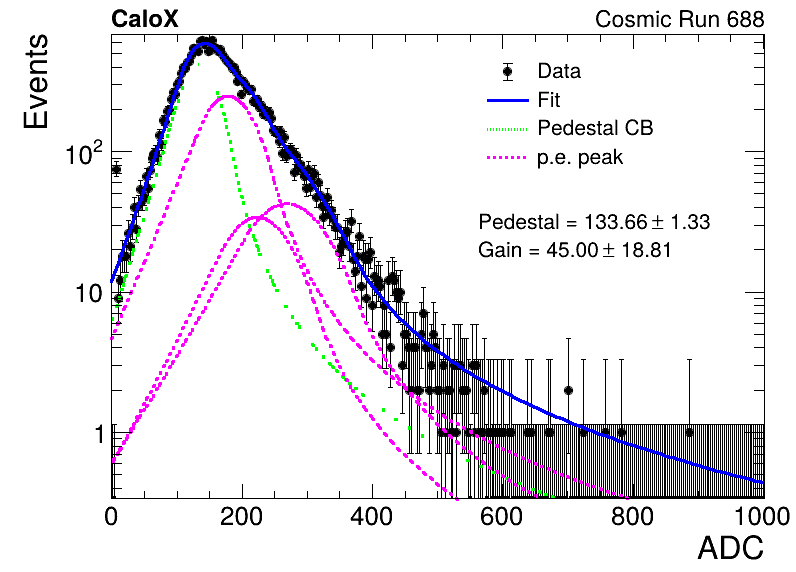 CaloX Cosmic Run 688
Events
Data
Fit
Pedestal CB
p.e. peak
Pedestal = 133.66 ± 1.33
Gain = 45.00 ± 18.81
10²
10
1
0 200 400 600 800 1000
ADC